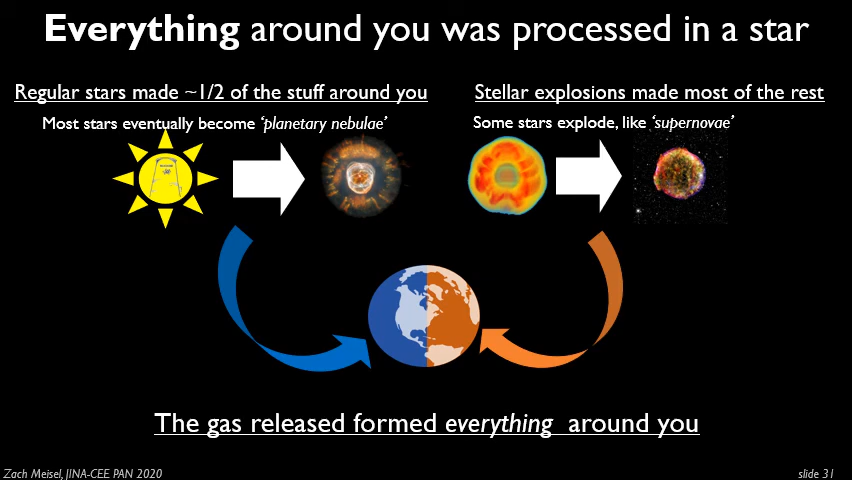 Everything around you was processed in a star
Regular stars made ~1/2 of the stuff around you
Most stars eventually become ‘planetary nebulae’
Stellar explosions made most of the rest
Some stars explode, like ‘supernovae’
The gas released formed everything around you
Zach Meisel, JINA-CEE PAN 2020
slide 31